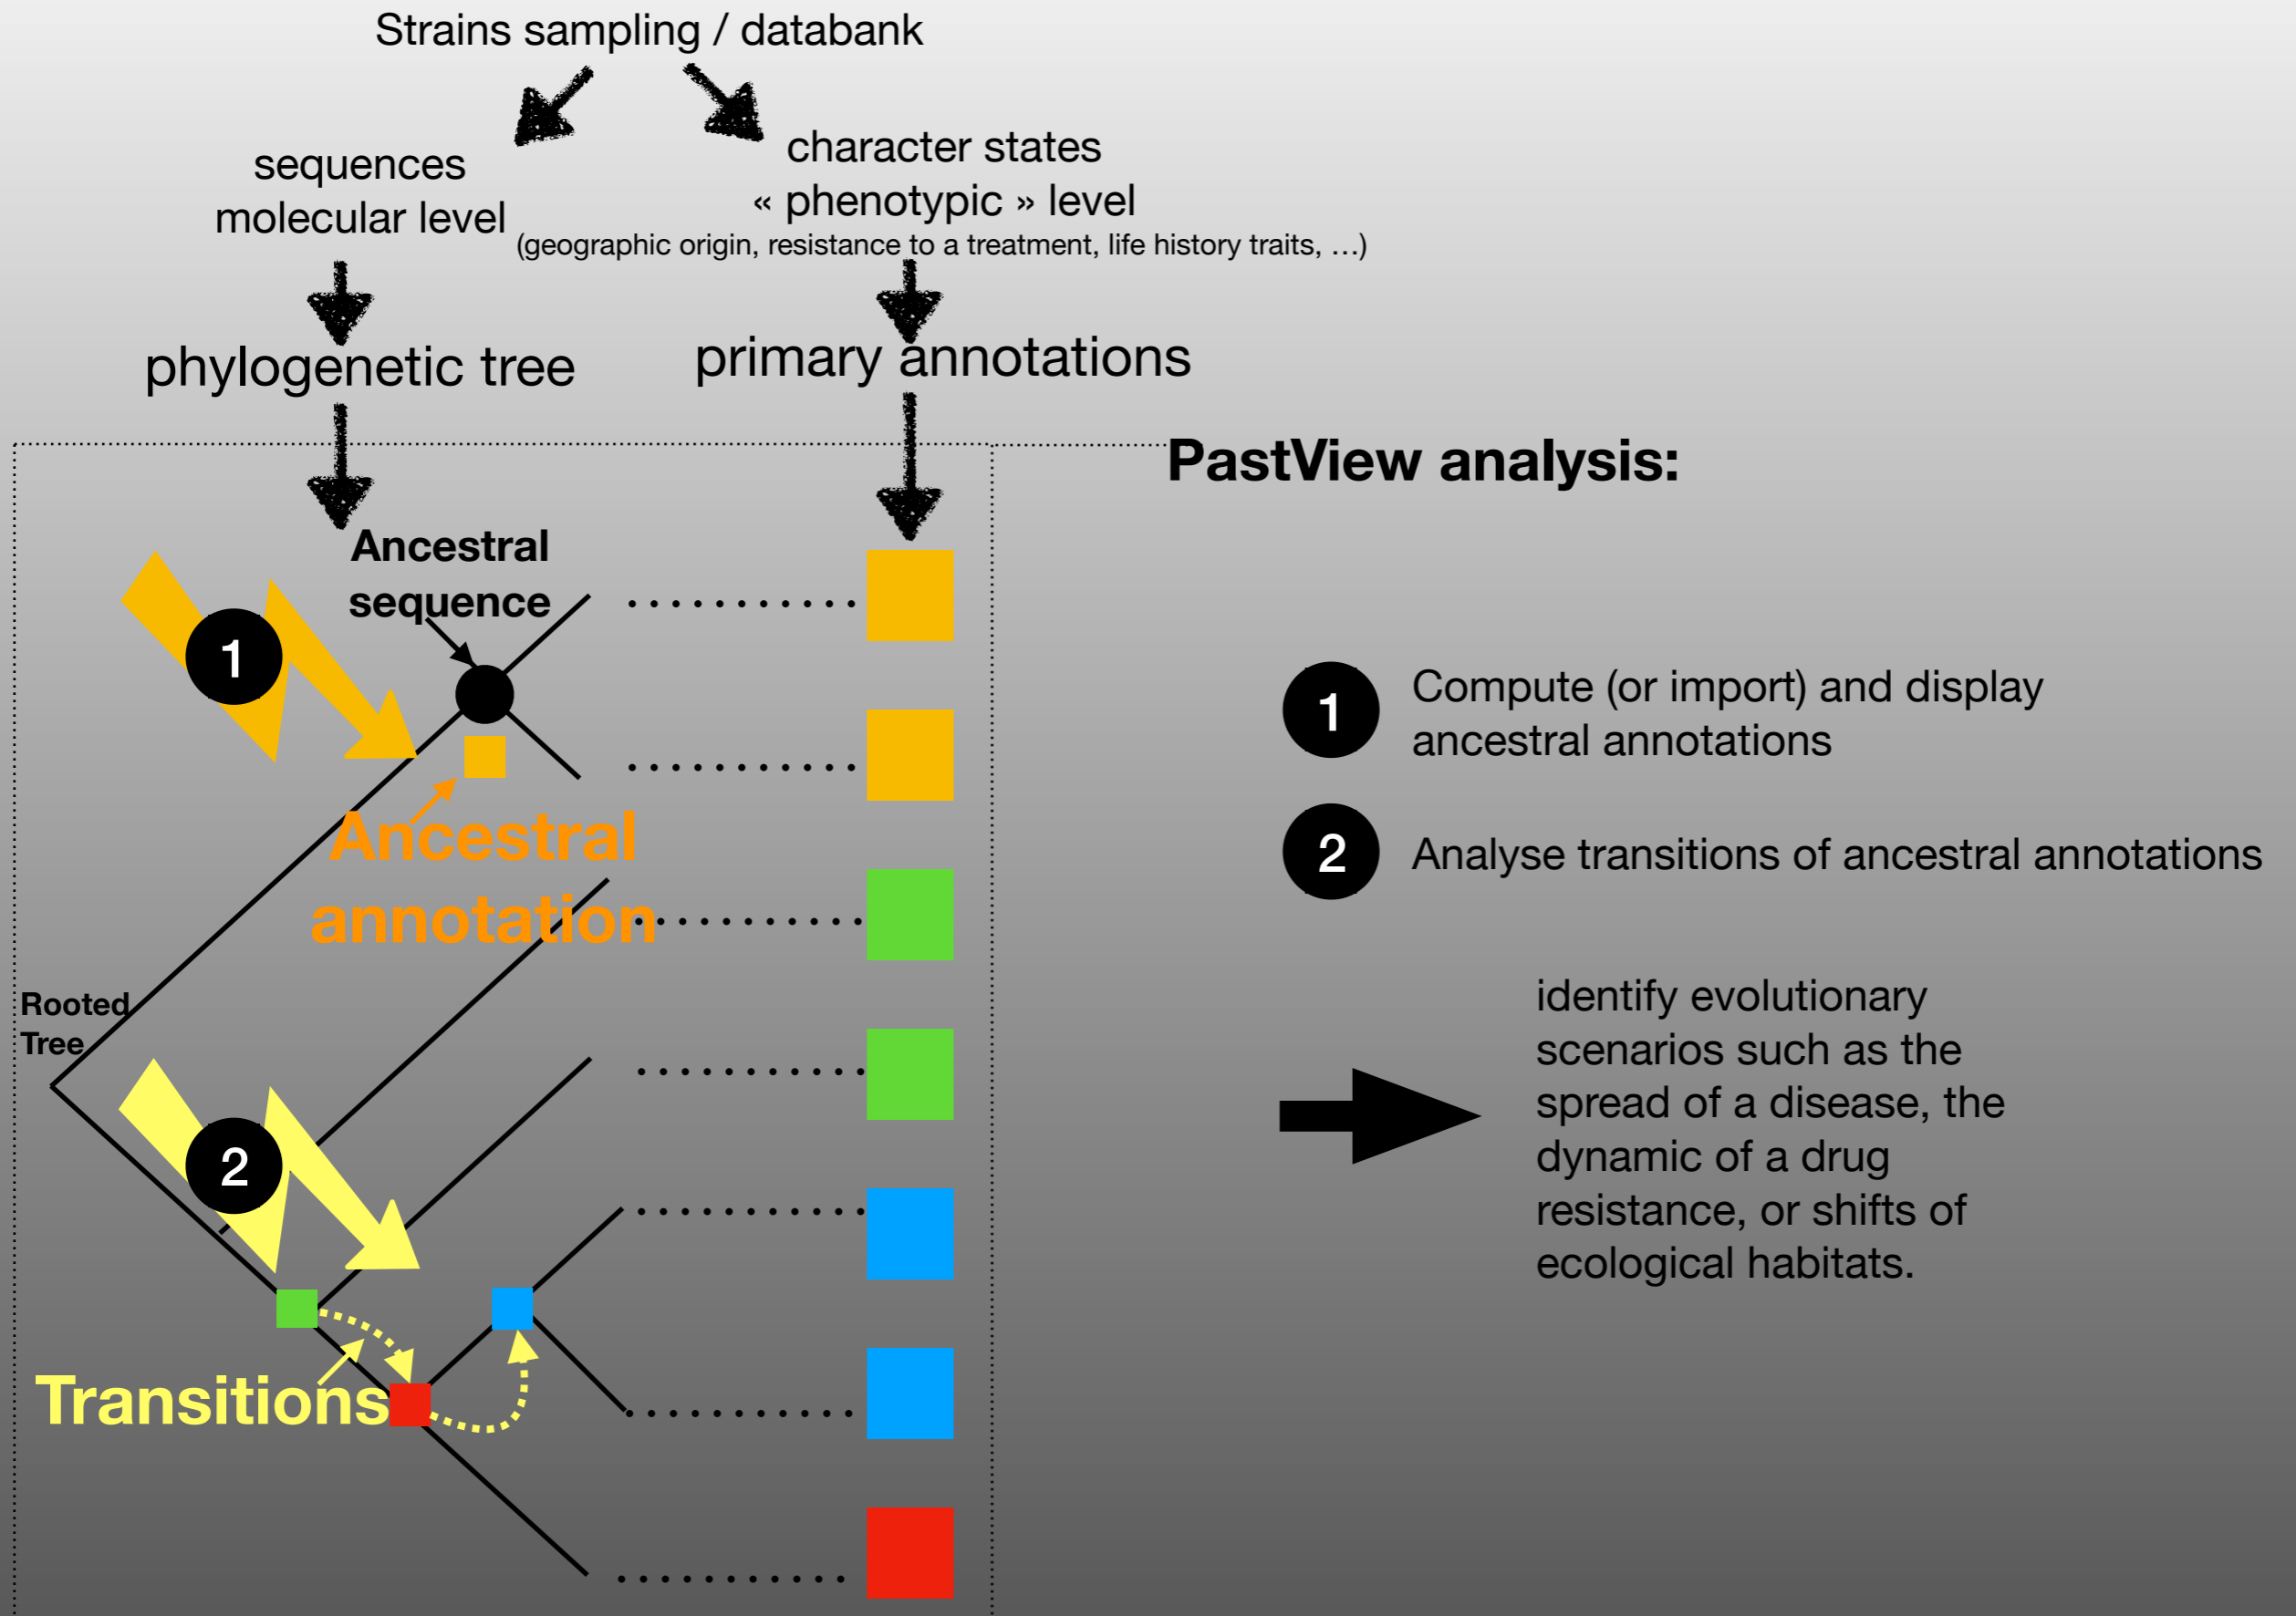 Strains sampling / databank
sequences
molecular level
character states
« phenotypic » level
(geographic origin, resistance to a treatment, life history traits, …)
phylogenetic tree
primary annotations
PastView analysis:
Ancestral
sequence
1
Ancestral
annotation
Rooted
Tree
2
Transitions
1
Compute (or import) and display
ancestral annotations
2
Analyse transitions of ancestral annotations
identify evolutionary
scenarios such as the
spread of a disease, the
dynamic of a drug
resistance, or shifts of
ecological habitats.